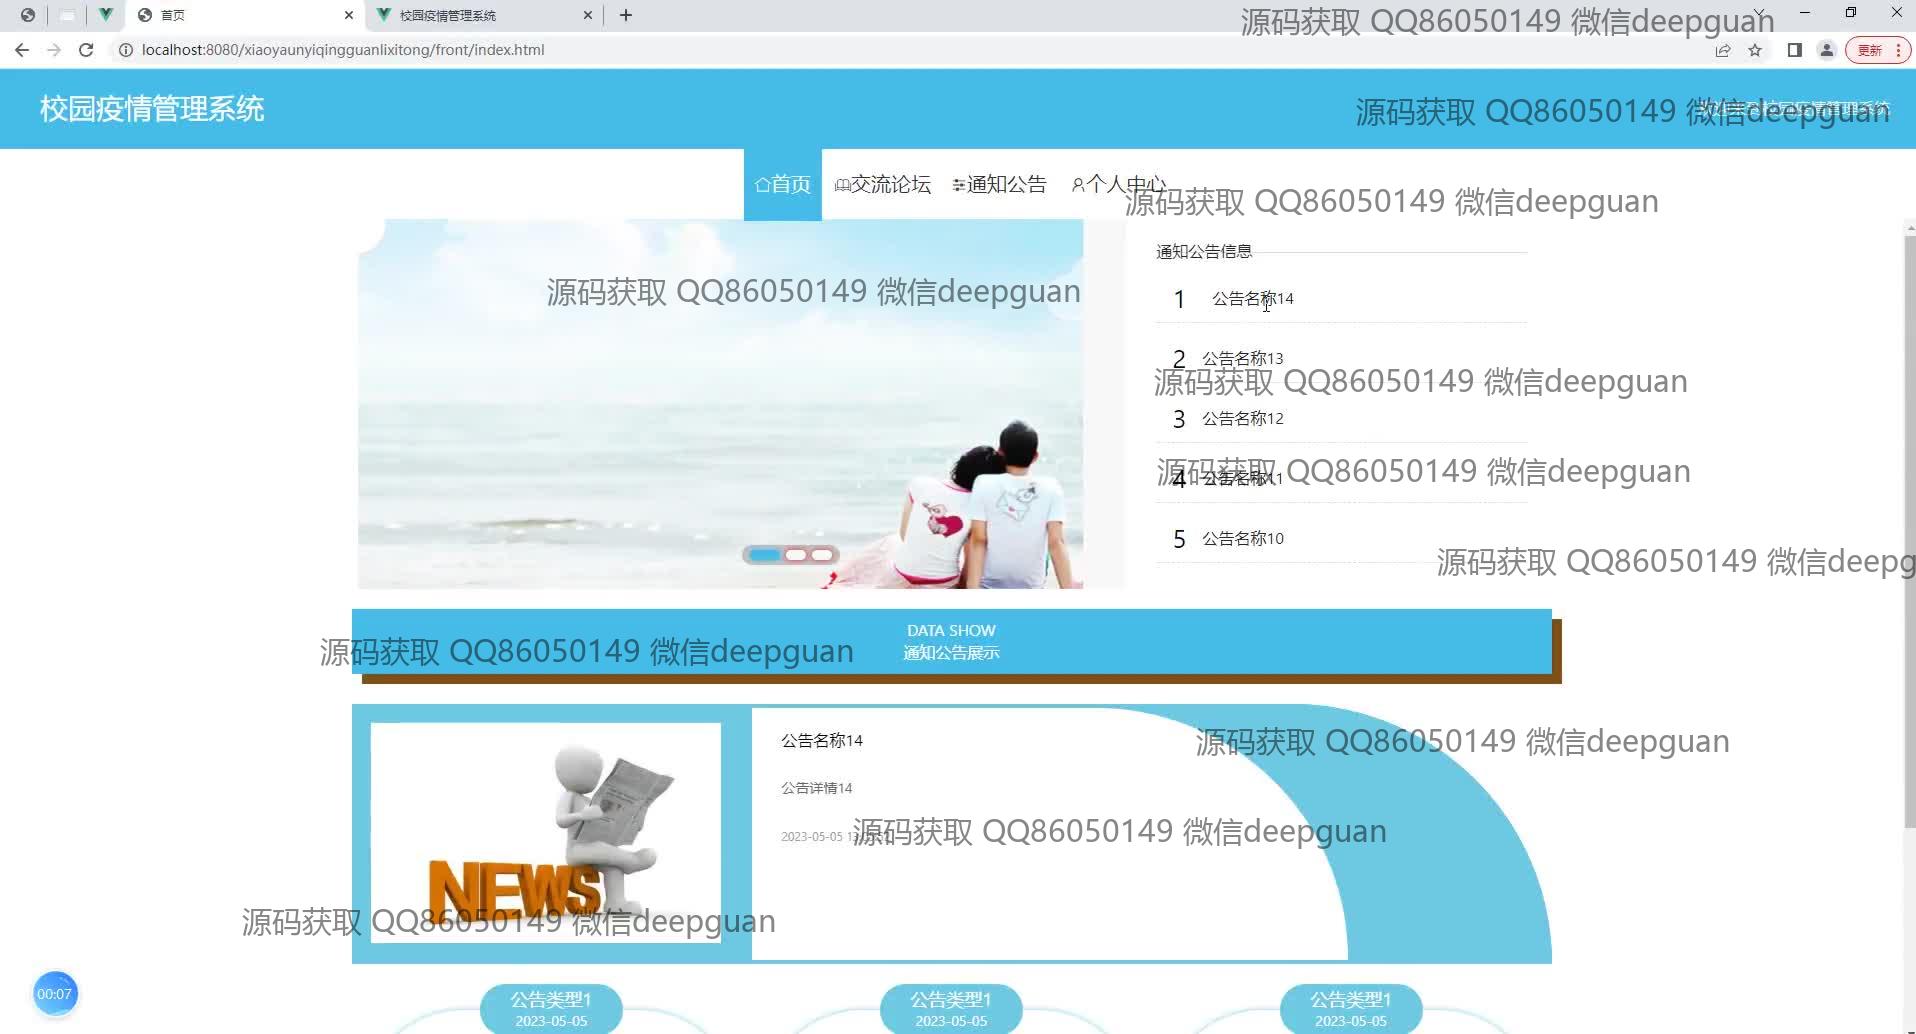 首页
校园疫情管理系统
源码获取 QQ86050149 微信deepguan
localhost:8080/xiaoyaunyiqingguanlixitong/front/index.html
更新
校园疫情管理系统
源码获取 QQ86050149 微信deepguan
首页
交流论坛
通知公告
个人中心
源码获取 QQ86050149 微信deepguan
通知公告信息
源码获取 QQ86050149 微信deepguan
1 公告名称14
2 公告名称13
源码获取 QQ86050149 微信deepguan
3 公告名称12
源码获取 QQ86050149 微信deepguan
4 公告名称11
5 公告名称10
源码获取 QQ86050149 微信deepg
DATA SHOW
通知公告展示
源码获取 QQ86050149 微信deepguan
公告名称14
源码获取 QQ86050149 微信deepguan
公告详情14
2023-05-05
源码获取 QQ86050149 微信deepguan
NEWS
源码获取 QQ86050149 微信deepguan
00:07
公告类型1
2023-05-05
公告类型1
2023-05-05
公告类型1
2023-05-05